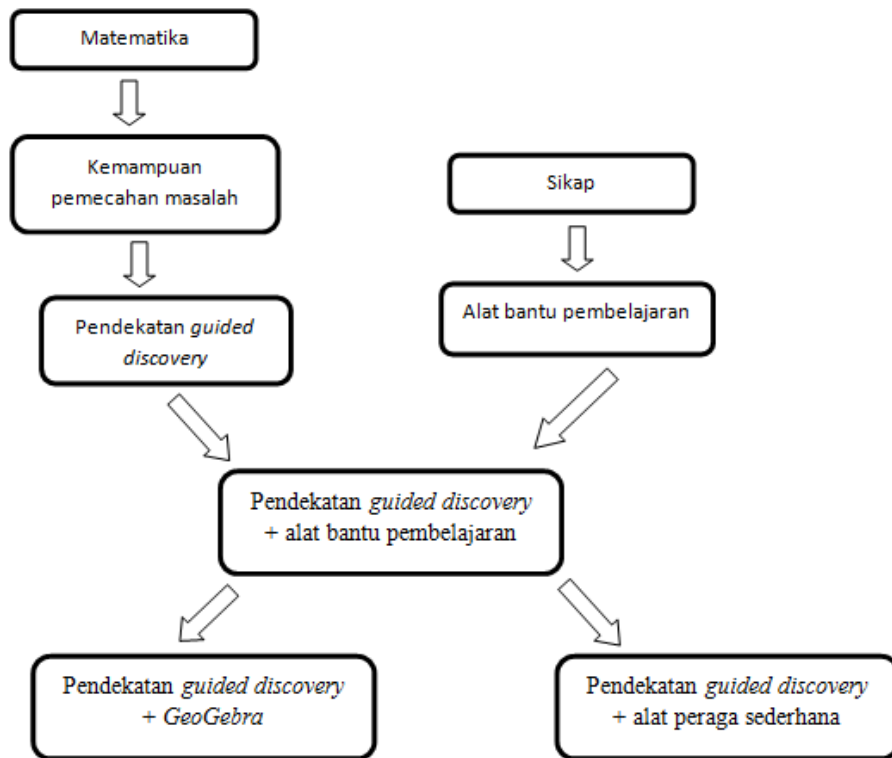 Matematika
Kemampuan
pemecahan masalah
Sikap
Pendekatan guided
discovery
Alat bantu pembelajaran
Pendekatan guided discovery
+ alat bantu pembelajaran
Pendekatan guided discovery
+ GeoGebra
Pendekatan guided discovery
+ alat peraga sederhana